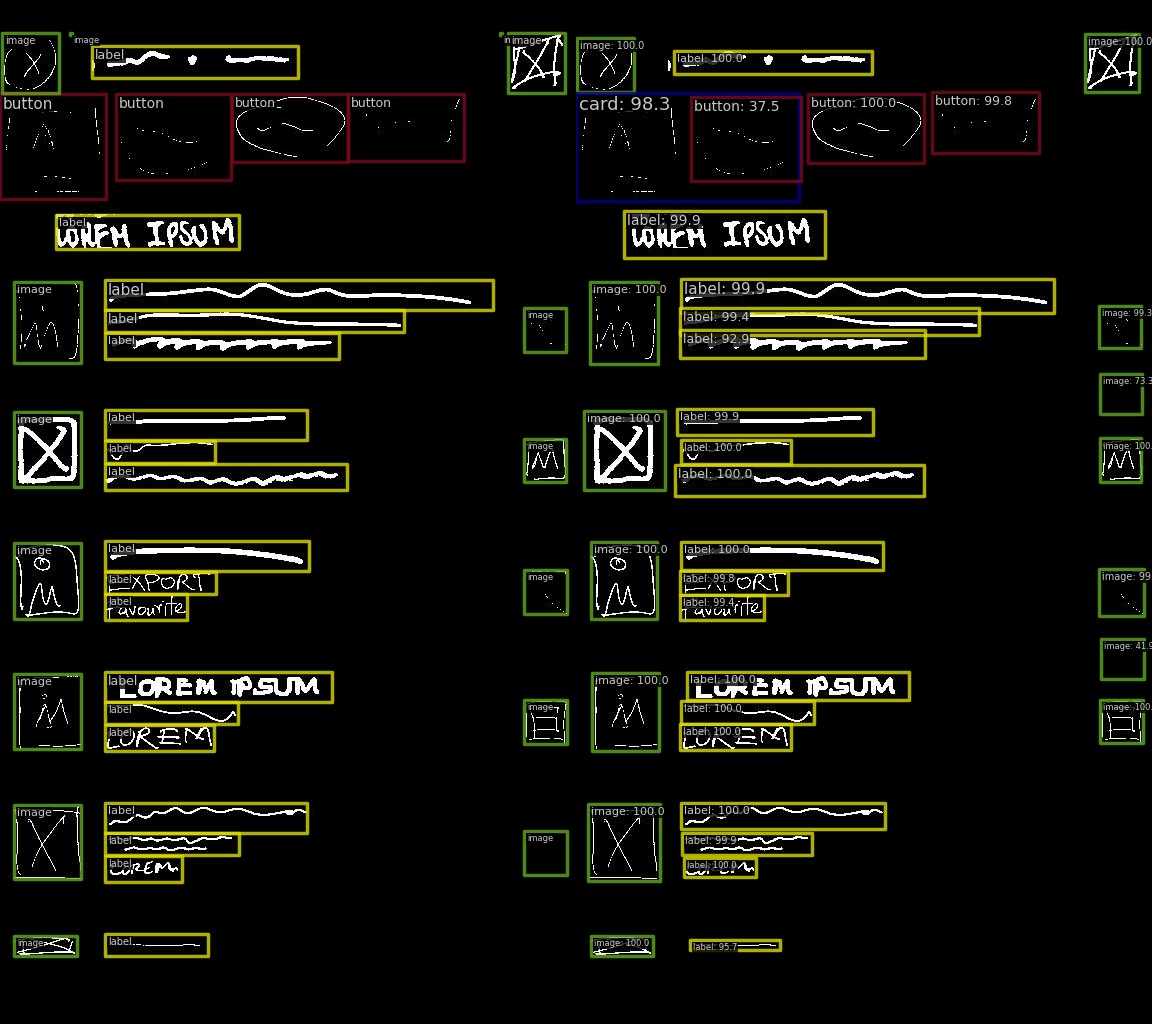 image image label image image: 100.0 label: 100.0 image: 100.0
button button button button card: 98.3 button: 37.5 button: 100.0 button: 99.8
label label: 99.9
LOREM IPSUM LOREM IPSUM
image label image: 100.0 label: 99.9
label image label: 99.4 image: 99.3
label label: 92.9
image: 73.3
image label image: 100.0 label: 99.9
label image label: 100.0 image: 100.
label label: 100.0
image label image: 100.0 label: 100.0
label EXPORT image label: 99.8 EXPORT image: 99
label Favourite label: 99.4 Favourite
image: 41.9
image label LOREM IPSUM image: 100.0 label: 100.0 LOREM IPSUM
label image label: 100.0 image: 100.
label LOREM label: 100.0 LOREM
image label image: 100.0 label: 100.0
label image label: 99.9
label LOREM label: 100.0 LOREM
image label image: 100.0 label: 95.7